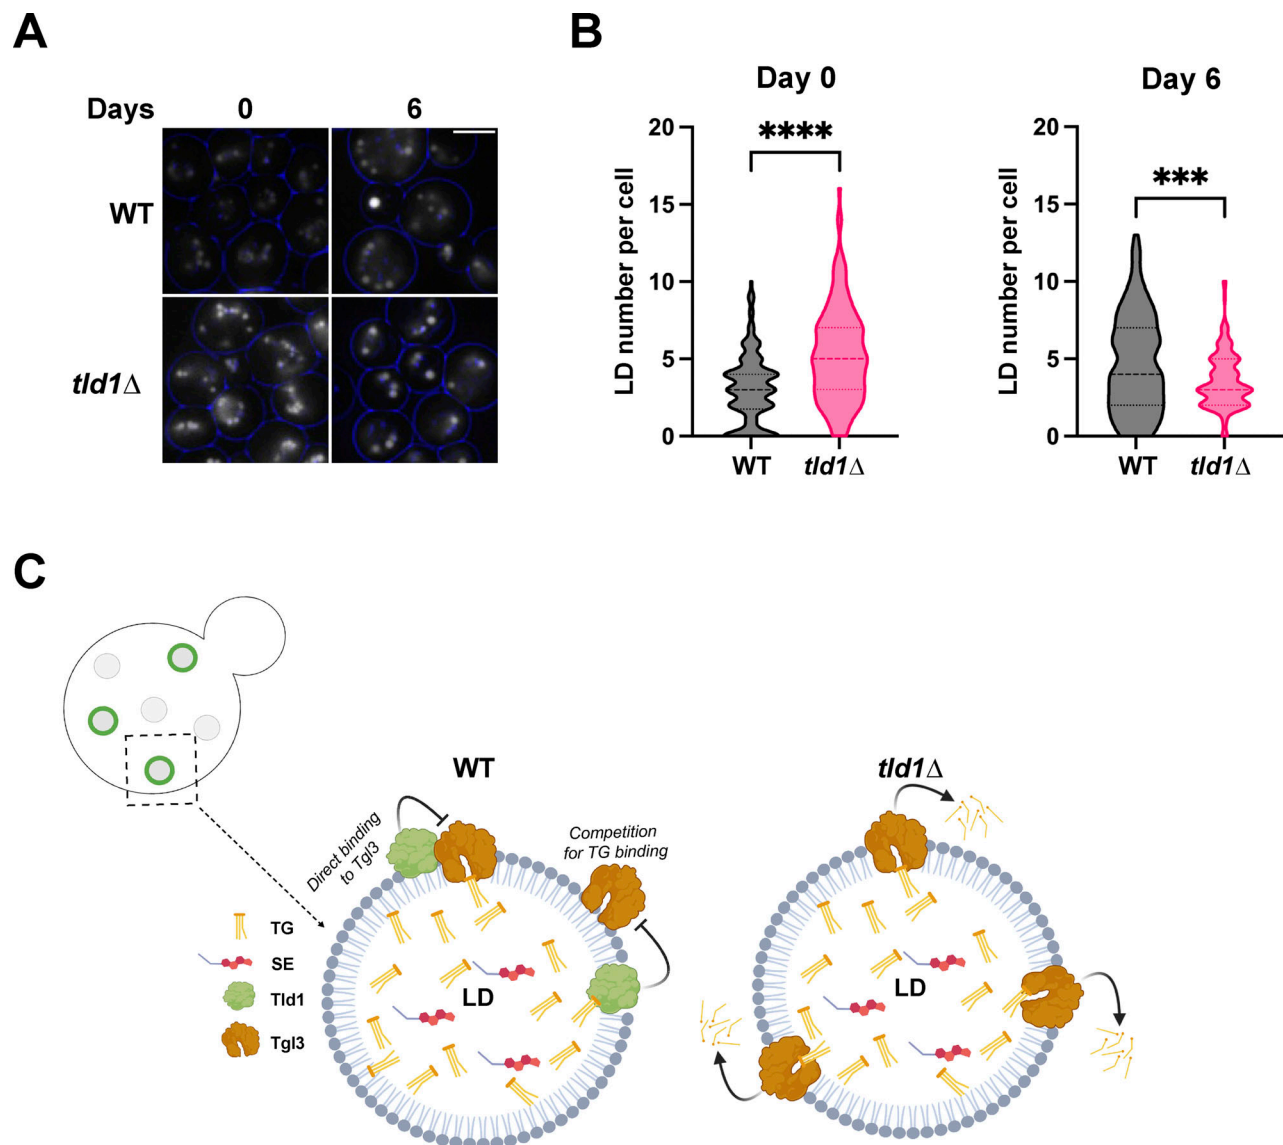 A
Days 0 6
WT
tld1Δ
B
Day 0
LD number per cell
20
15
10
5
0
****
WT tld1Δ
Day 6
LD number per cell
20
15
10
5
0
***
WT tld1Δ
C
WT
Direct binding
to Tgl3
Competition
for TG binding
LD
TG
SE
Tld1
Tgl3
tld1Δ
LD